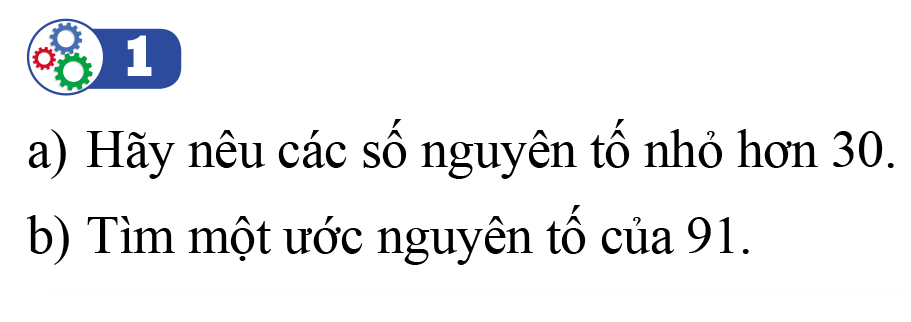 1
a) Hãy nêu các số nguyên tố nhỏ hơn 30.
b) Tìm một ước nguyên tố của 91.